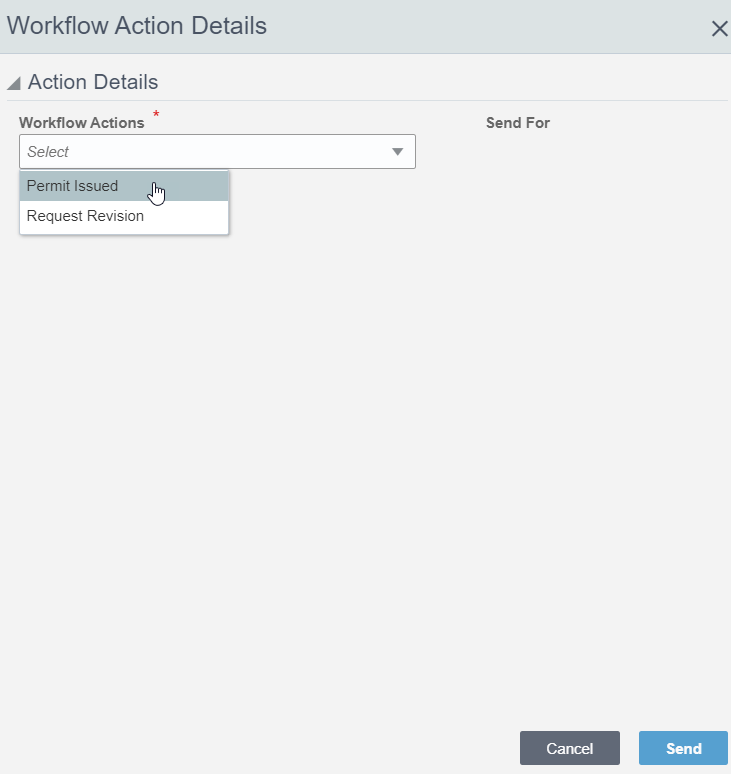 Workflow Action Details
Action Details
Workflow Actions *
Send For
Select
Permit Issued
Request Revision
Cancel
Send